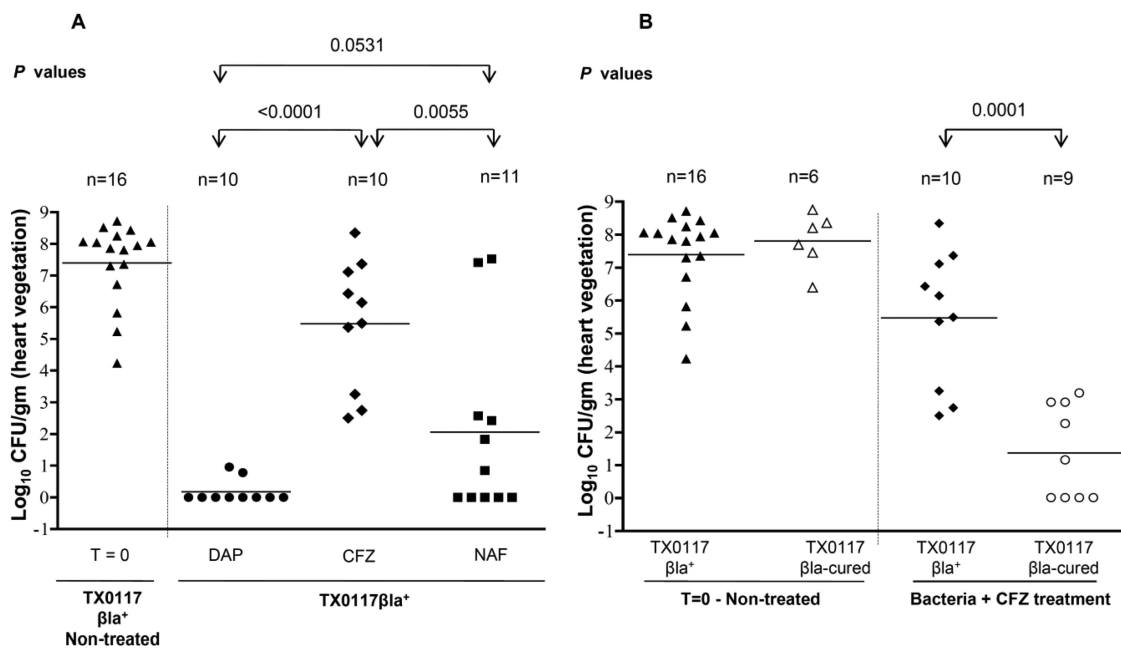 A
P values
0.0531
<0.0001
0.0055
n=16
n=10
n=10
n=11
Log10 CFU/gm (heart vegetation)
9
8
7
6
5
4
3
2
1
0
-1
T = 0
DAP
CFZ
NAF
TX0117
βla+
Non-treated
TX0117βla+
B
P values
0.0001
n=16
n=6
n=10
n=9
Log10 CFU/gm (heart vegetation)
9
8
7
6
5
4
3
2
1
0
-1
TX0117
βla+
TX0117
βla-cured
TX0117
βla+
TX0117
βla-cured
T=0 - Non-treated
Bacteria + CFZ treatment